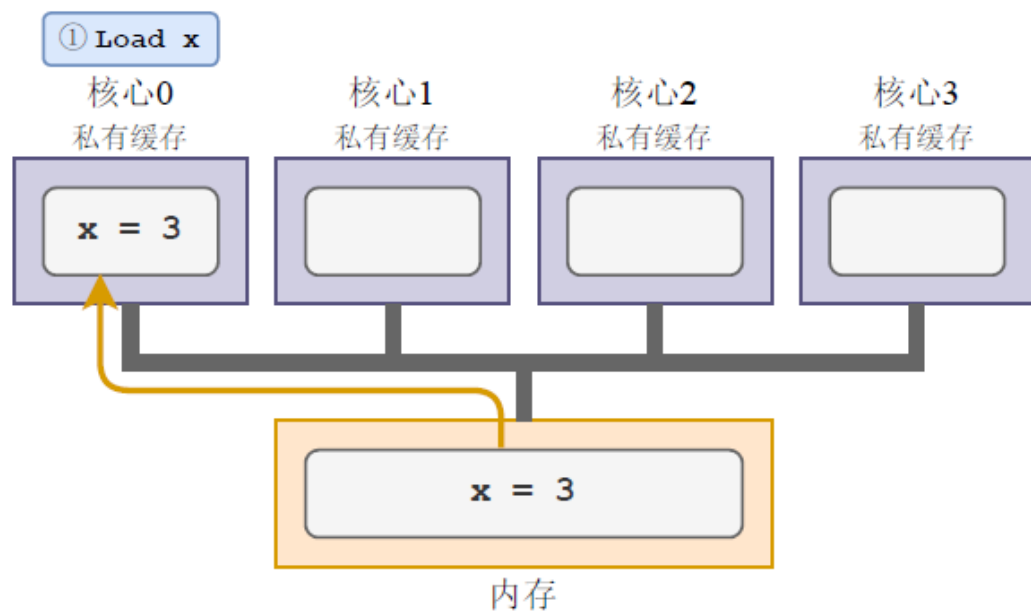 ① Load x
核心0 核心1 核心2 核心3
私有缓存 私有缓存 私有缓存 私有缓存
x = 3
x = 3
内存